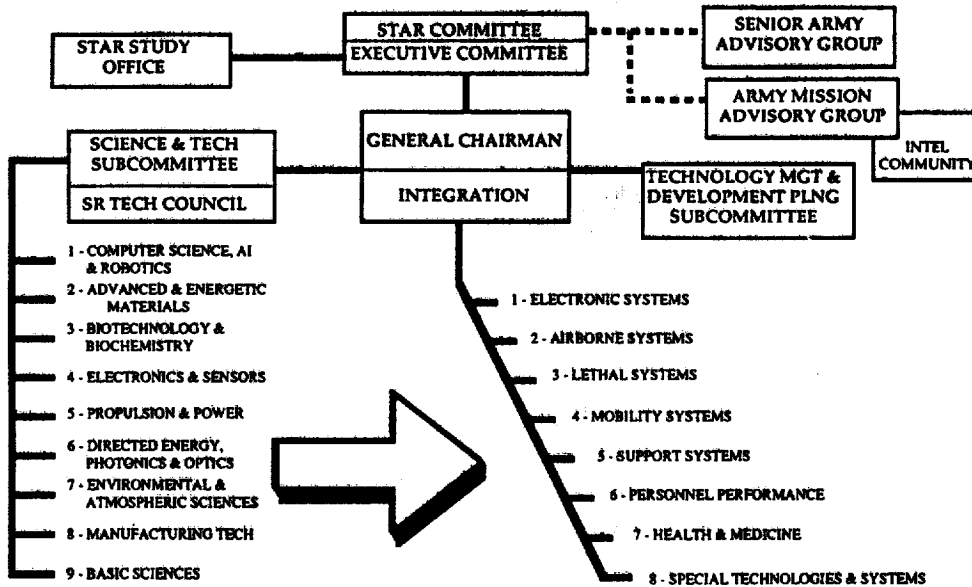 STAR STUDY
OFFICE
STAR COMMITTEE
EXECUTIVE COMMITTEE
SENIOR ARMY
ADVISORY GROUP
ARMY MISSION
ADVISORY GROUP
INTEL
COMMUNITY
SCIENCE & TECH
SUBCOMMITTEE
SR TECH COUNCIL
GENERAL CHAIRMAN
INTEGRATION
TECHNOLOGY MGT &
DEVELOPMENT PLNG
SUBCOMMITTEE
1 - COMPUTER SCIENCE, AI
& ROBOTICS
2 - ADVANCED & ENERGETIC
MATERIALS
3 - BIOTECHNOLOGY &
BIOCHEMISTRY
4 - ELECTRONICS & SENSORS
5 - PROPULSION & POWER
6 - DIRECTED ENERGY,
PHOTONICS & OPTICS
7 - ENVIRONMENTAL &
ATMOSPHERIC SCIENCES
8 - MANUFACTURING TECH
9 - BASIC SCIENCES
1 - ELECTRONIC SYSTEMS
2 - AIRBORNE SYSTEMS
3 - LETHAL SYSTEMS
4 - MOBILITY SYSTEMS
5 - SUPPORT SYSTEMS
6 - PERSONNEL PERFORMANCE
7 - HEALTH & MEDICINE
8 - SPECIAL TECHNOLOGIES & SYSTEMS